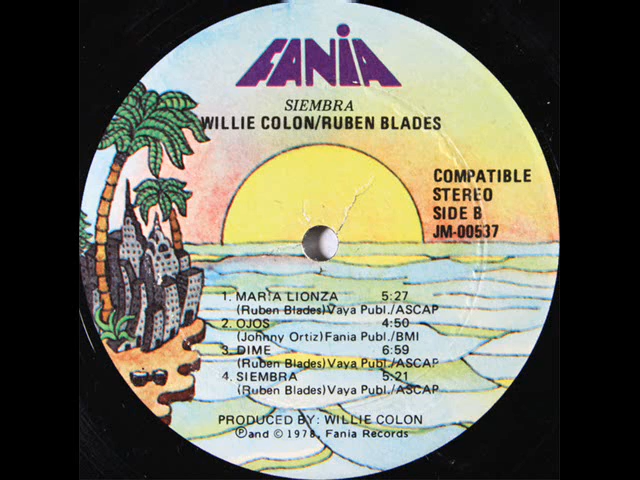 FANIA
SIEMBRA
WILLIE COLON/RUBEN BLADES
COMPATIBLE
STEREO
SIDE B
JM-00537
1. MARIA LIONZA 5:27
(Ruben Blades)Vaya Publ./ASCAP
2. OJOS 4:50
(Johnny Ortiz)Fania Publ./BMI
3. DIME 6:59
(Ruben Blades)Vaya Publ./ASCAP
4. SIEMBRA 5:21
(Ruben Blades)Vaya Publ./ASCAP
PRODUCED BY: WILLIE COLON
℗and © 1978, Fania Records